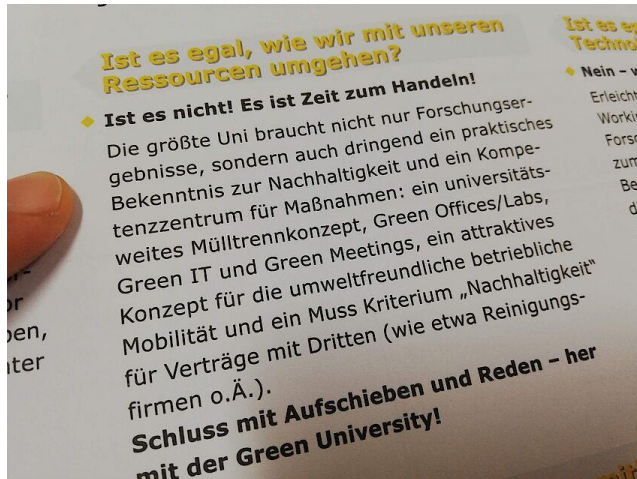 Ist es egal, wie wir mit unseren
Ressourcen umgehen?
Ist es nicht! Es ist Zeit zum Handeln!
Die größte Uni braucht nicht nur Forschungser-
gebnisse, sondern auch dringend ein praktisches
Bekenntnis zur Nachhaltigkeit und ein Kompe-
tenzzentrum für Maßnahmen: ein universitäts-
weites Mülltrennkonzept, Green Offices/Labs,
Green IT und Green Meetings, ein attraktives
Konzept für die umweltfreundliche betriebliche
Mobilität und ein Muss Kriterium „Nachhaltigkeit“
für Verträge mit Dritten (wie etwa Reinigungs-
firmen o.Ä.).
Schluss mit Aufschieben und Reden – her
mit der Green University!
Ist es eg
Techno
Nein – w
Erleicht
Workin
Forsc
zum
Be